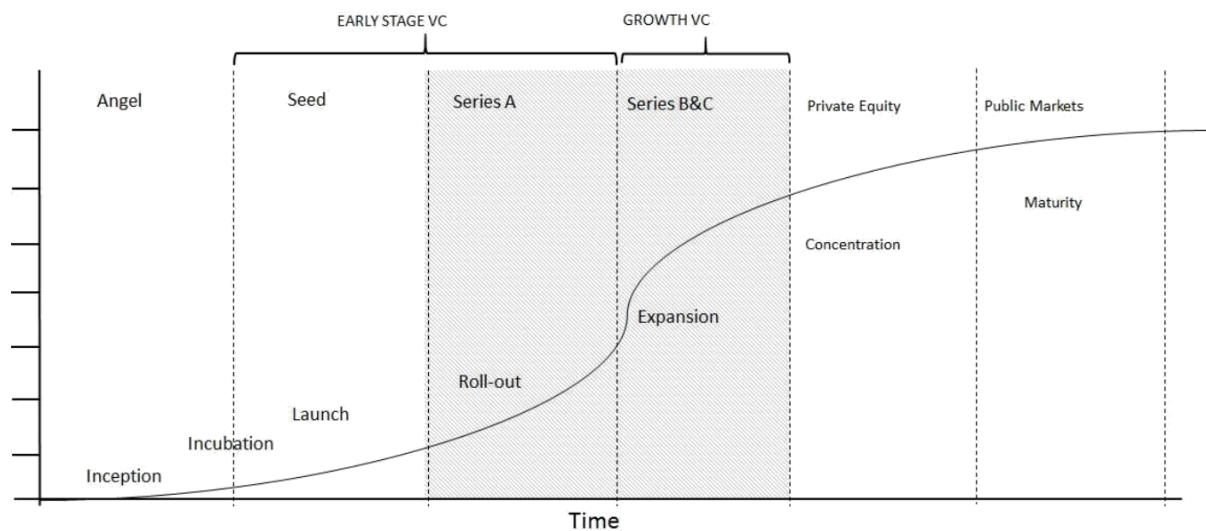 EARLY STAGE VC
GROWTH VC
Angel
Seed
Series A
Series B&C
Private Equity
Public Markets
Maturity
Concentration
Expansion
Roll-out
Launch
Incubation
Inception
Time